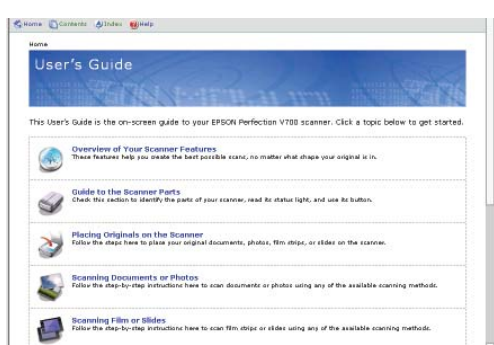 Home Contents Index Help
Home
User's Guide
This User's Guide is the on-screen guide to your EPSON Perfection V700 scanner. Click a topic below to get started.
Overview of Your Scanner Features
These features help you create the best possible scans, no matter what shape your original is in.
Guide to the Scanner Parts
Check this section to identify the parts of your scanner, read its status light, and use its button.
Placing Originals on the Scanner
Follow the steps here to place your original documents, photos, film strips, or slides on the scanner.
Scanning Documents or Photos
Follow the step-by-step instructions here to scan documents or photos using any of the available scanning methods.
Scanning Film or Slides
Follow the step-by-step instructions here to scan film strips or slides using any of the available scanning methods.